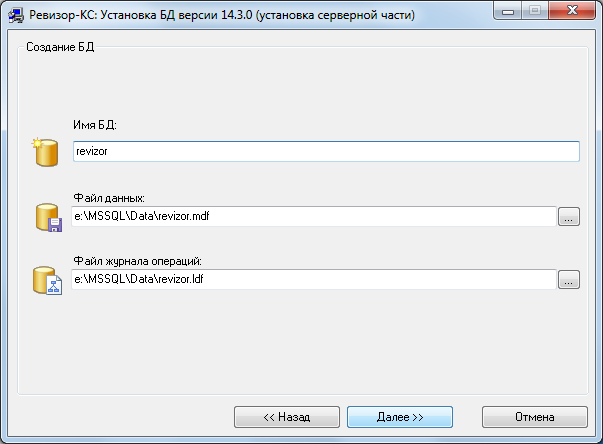 Ревизор-КС: Установка БД версии 14.3.0 (установка серверной части)
Создание БД
Имя БД:
revizor
Файл данных:
e:\MSSQL\Data\revizor.mdf
...
Файл журнала операций:
e:\MSSQL\Data\revizor.ldf
...
<< Назад
Далее >>
Отмена